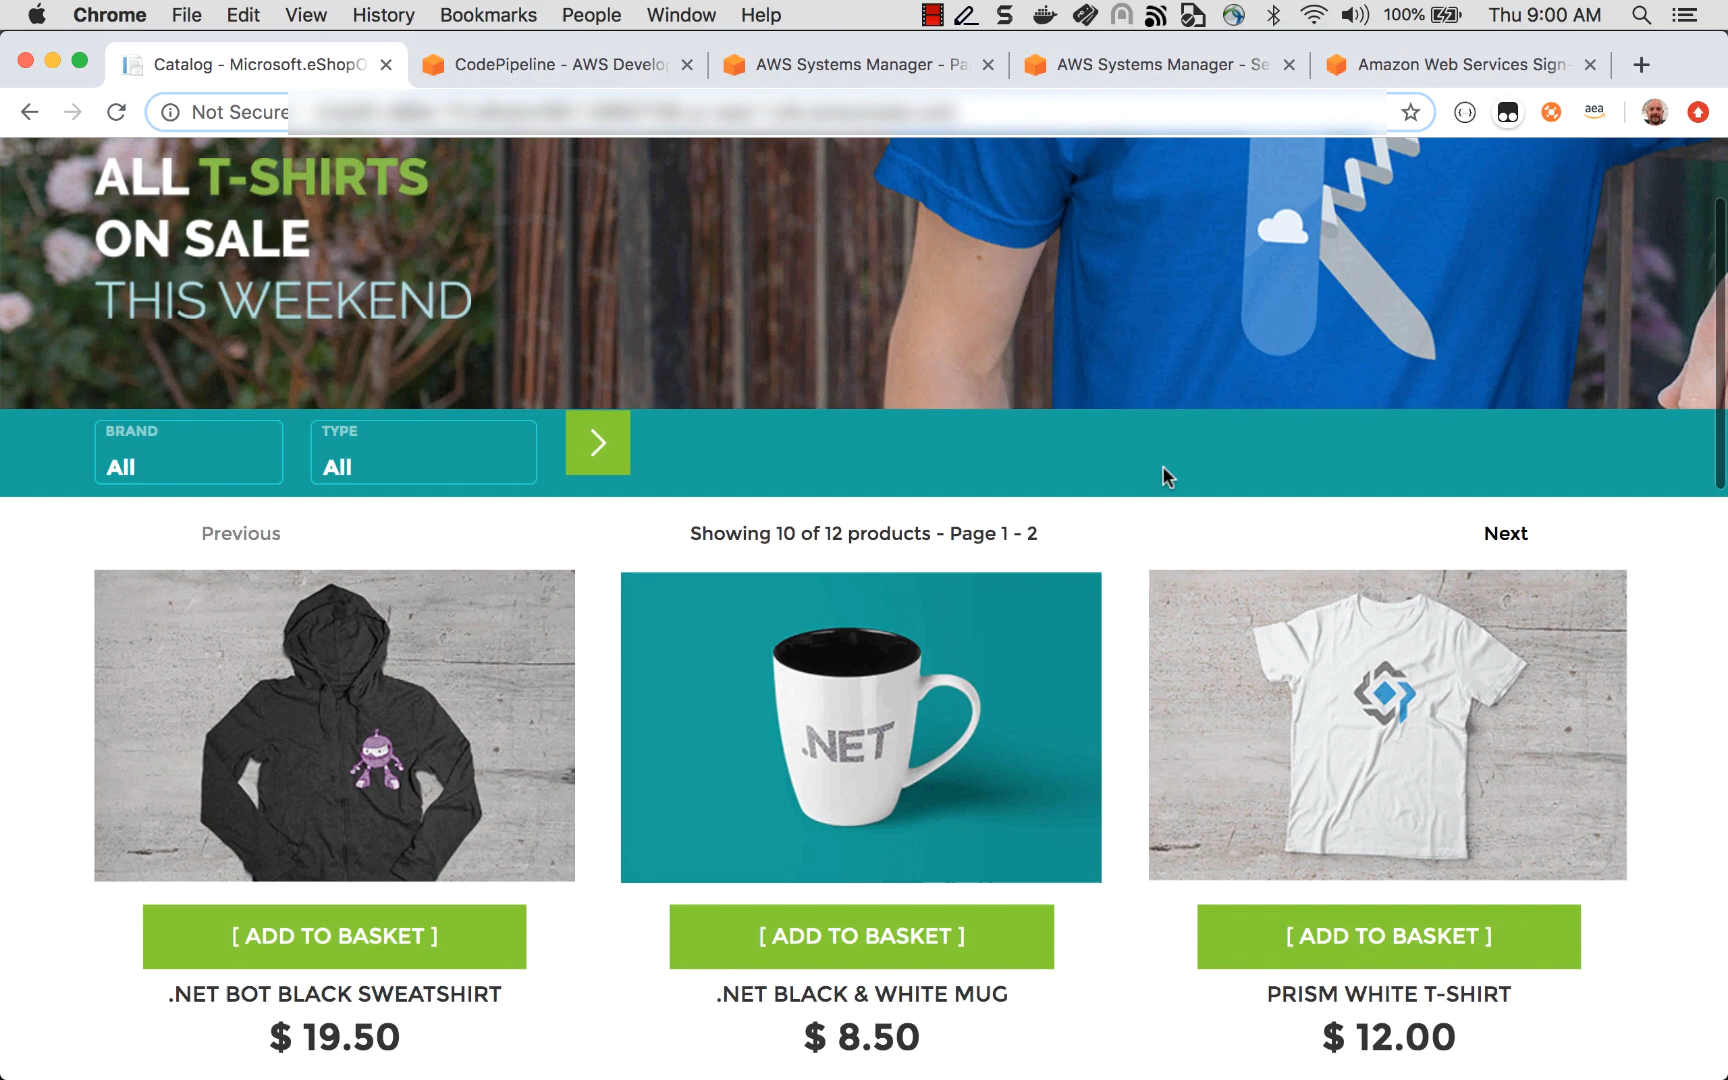 Chrome File Edit View History Bookmarks People Window Help 100% Thu 9:00 AM
Catalog - Microsoft.eShopO CodePipeline - AWS Develop AWS Systems Manager - Pa AWS Systems Manager - Se Amazon Web Services Sign-
Not Secure aea
ALL T-SHIRTS
ON SALE
THIS WEEKEND
BRAND TYPE
All All
Previous Showing 10 of 12 products - Page 1 - 2 Next
.NET
[ ADD TO BASKET ] [ ADD TO BASKET ] [ ADD TO BASKET ]
.NET BOT BLACK SWEATSHIRT .NET BLACK & WHITE MUG PRISM WHITE T-SHIRT
$ 19.50 $ 8.50 $ 12.00